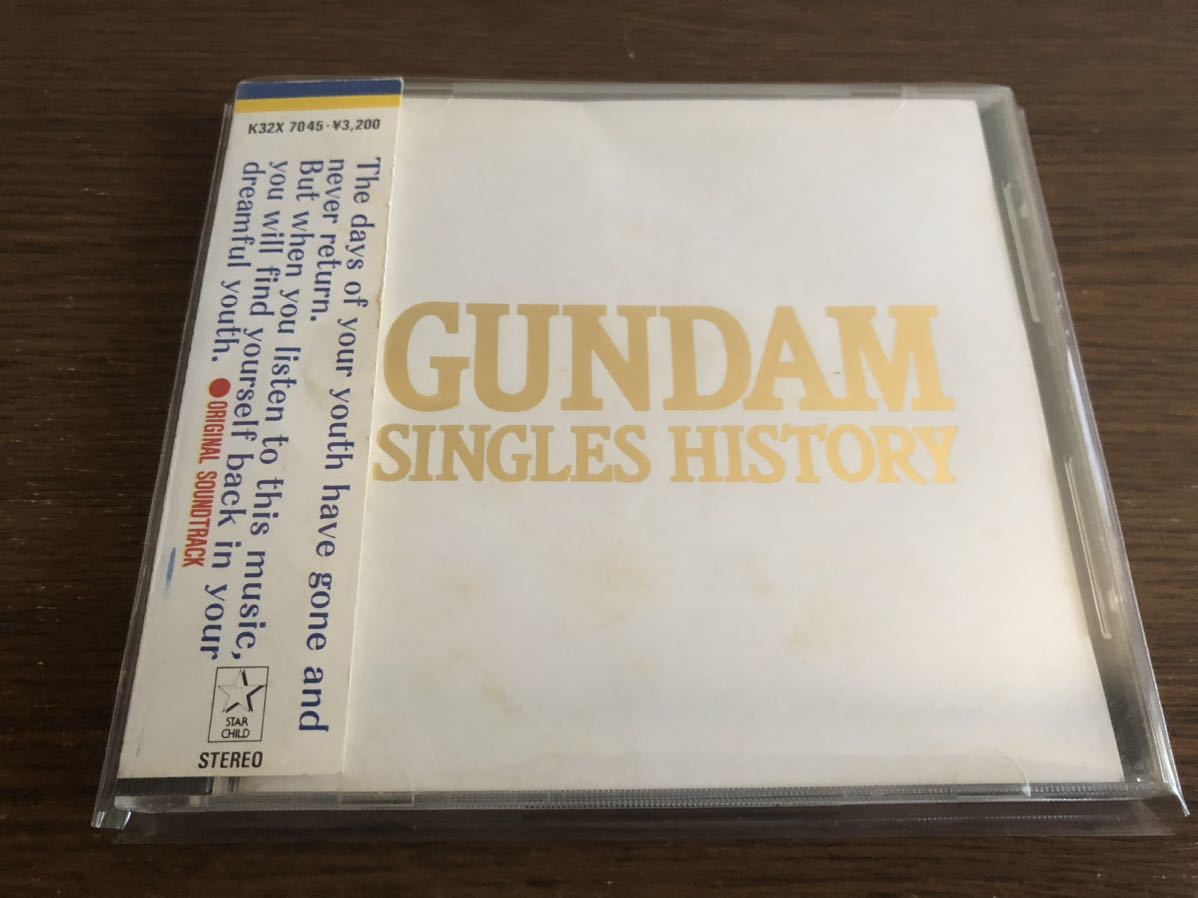 K32X 7045・¥3,200
The days of your youth have gone and
never return.
But when you listen to this music,
you will find yourself back in your
dreamful youth. ●ORIGINAL SOUNDTRACK
STAR
CHILD
STEREO
GUNDAM
SINGLES HISTORY